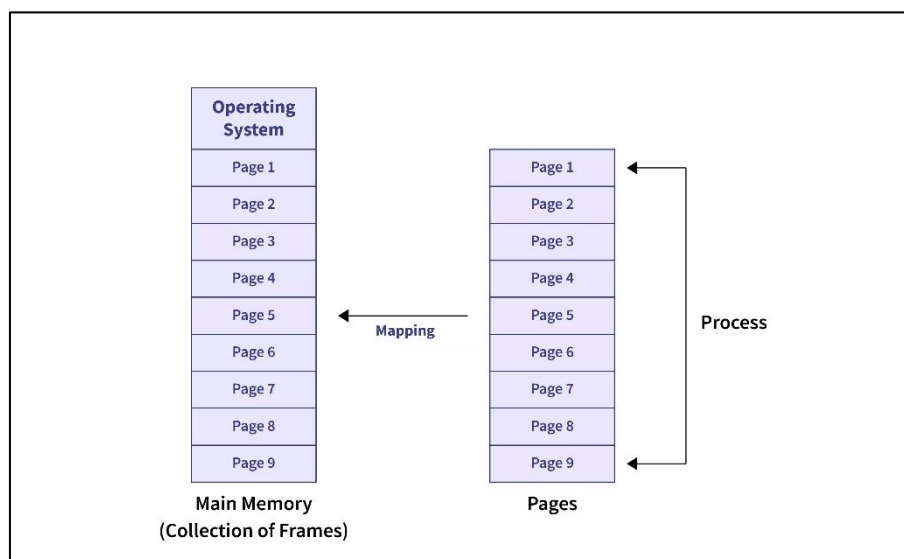 Operating
System
Page 1
Page 2
Page 3
Page 4
Page 5
Page 6
Page 7
Page 8
Page 9
Main Memory
(Collection of Frames)
Mapping
Page 1
Page 2
Page 3
Page 4
Page 5
Page 6
Page 7
Page 8
Page 9
Pages
Process